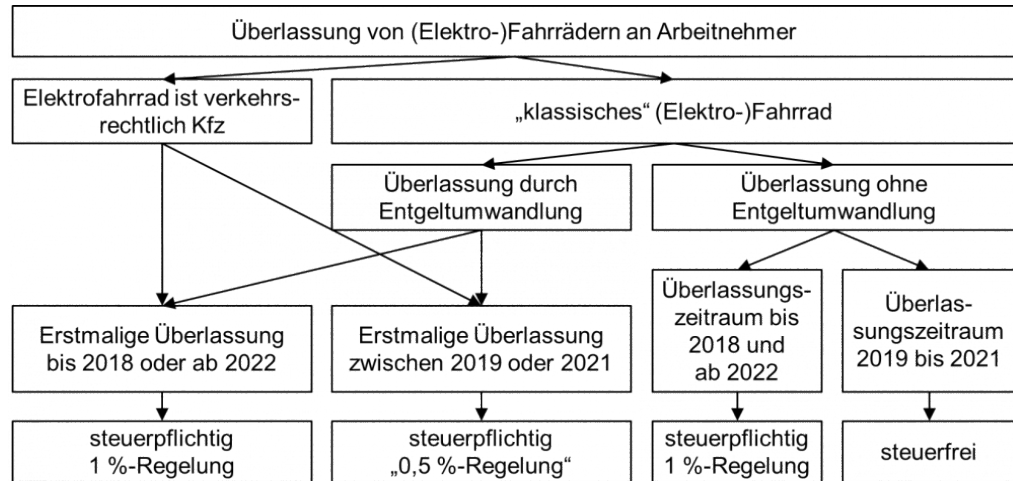 Überlassung von (Elektro-)Fahrrädern an Arbeitnehmer
Elektrofahrrad ist verkehrs-
rechtlich Kfz
„klassisches“ (Elektro-)Fahrrad
Überlassung durch
Entgeltumwandlung
Überlassung ohne
Entgeltumwandlung
Erstmalige Überlassung
bis 2018 oder ab 2022
Erstmalige Überlassung
zwischen 2019 oder 2021
Überlassungs-
zeitraum bis
2018 und
ab 2022
Überlas-
sungszeitraum
2019 bis 2021
steuerpflichtig
1 %-Regelung
steuerpflichtig
„0,5 %-Regelung“
steuerpflichtig
1 %-Regelung
steuerfrei